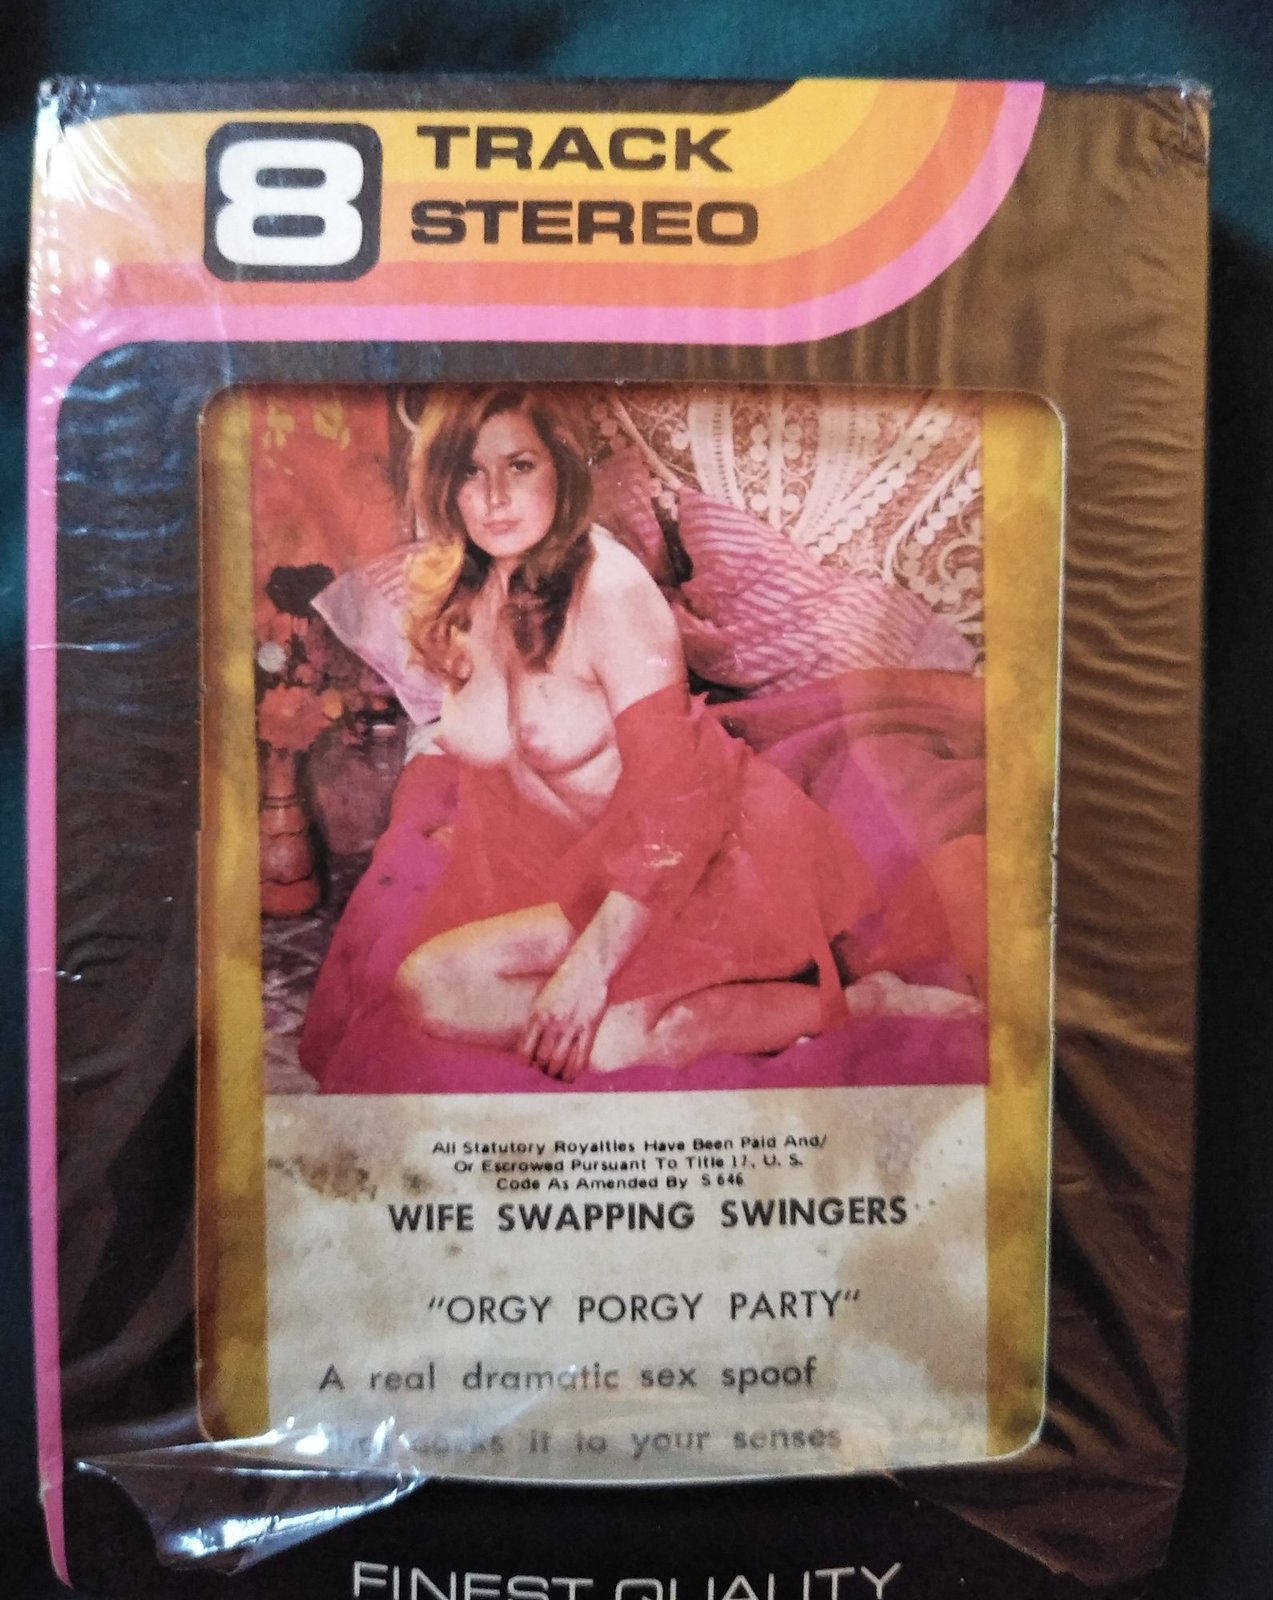 8 TRACK
STEREO
All Statutory Royalties Have Been Paid And/
Or Escrowed Pursuant To Title 17, U. S.
Code As Amended By S 646
WIFE SWAPPING SWINGERS
"ORGY PORGY PARTY"
A real dramatic sex spoof
it to your senses
FINEST QUALITY